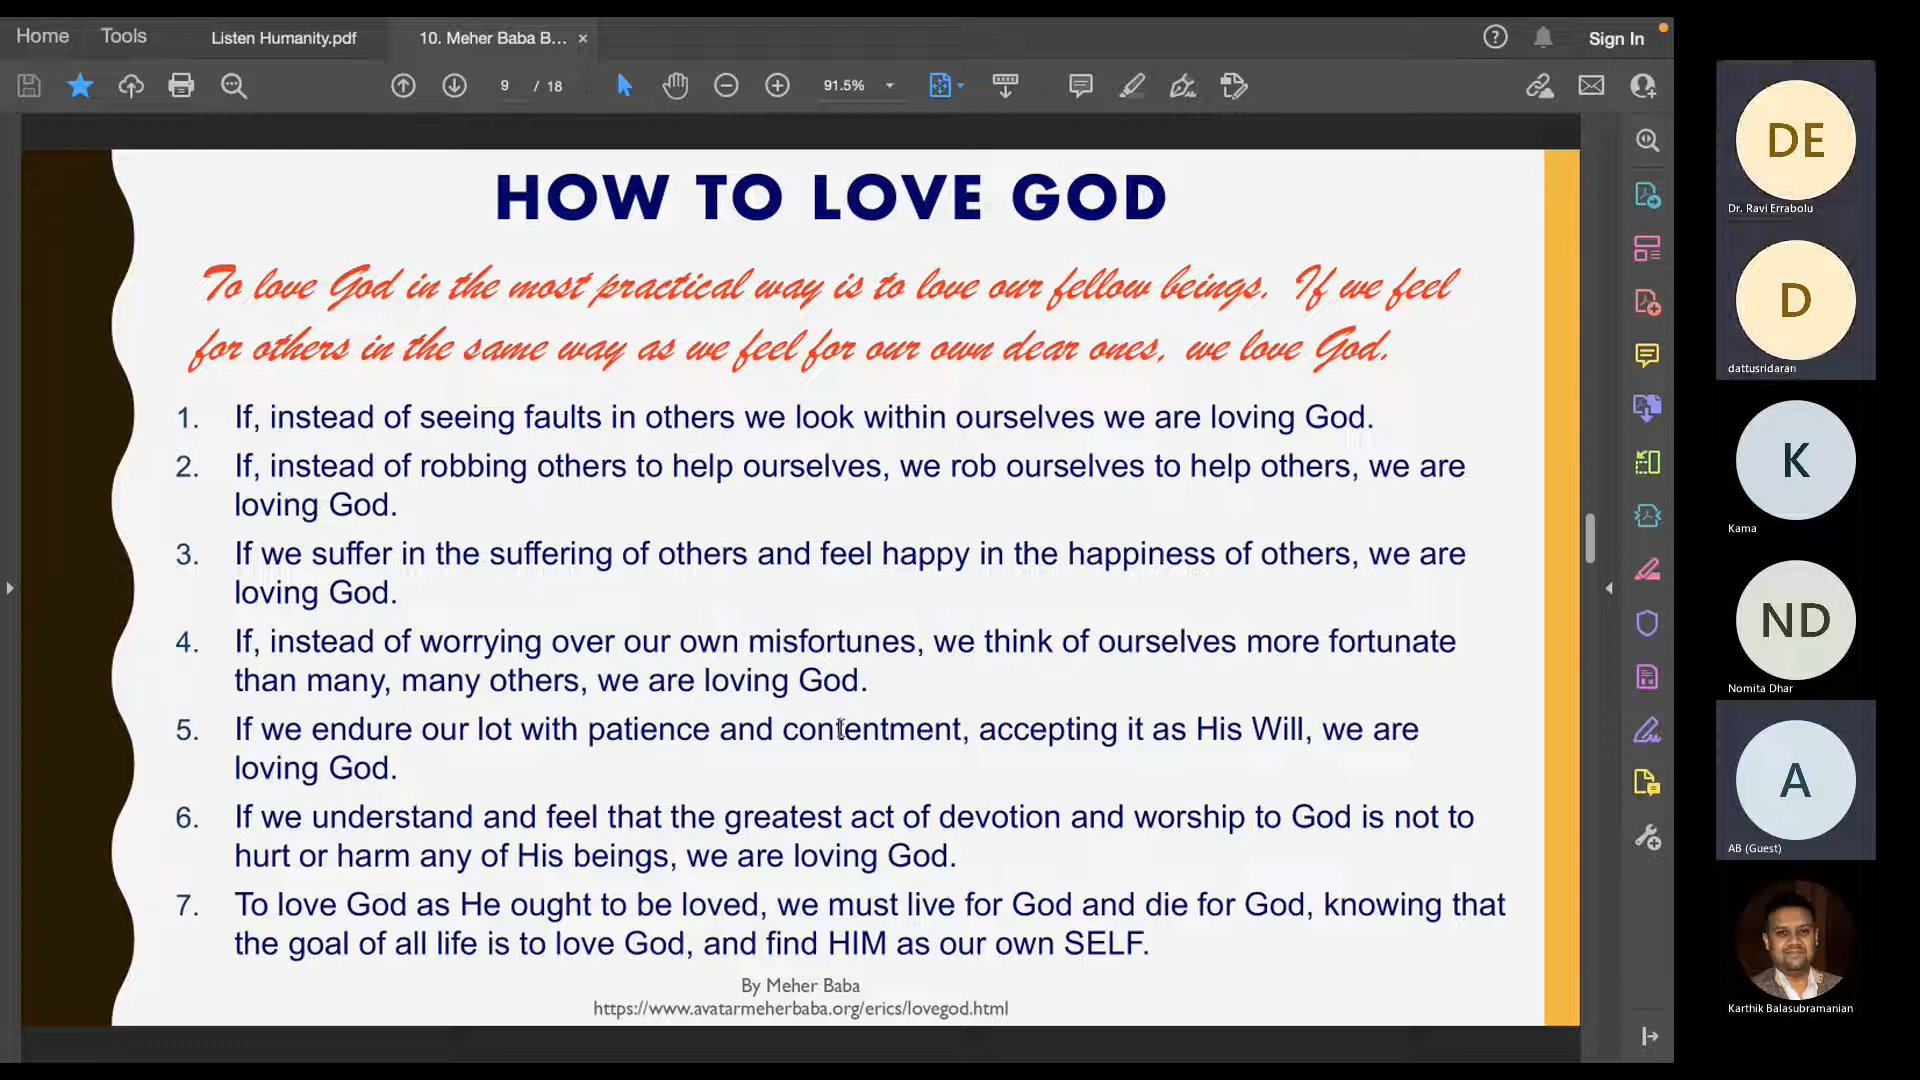 Home
Tools
Listen Humanity.pdf
10. Meher Baba B...
Sign In
9 / 18
91.5%
HOW TO LOVE GOD
To love God in the most practical way is to love our fellow beings. If we feel
for others in the same way as we feel for our own dear ones, we love God.
1. If, instead of seeing faults in others we look within ourselves we are loving God.
2. If, instead of robbing others to help ourselves, we rob ourselves to help others, we are
loving God.
3. If we suffer in the suffering of others and feel happy in the happiness of others, we are
loving God.
4. If, instead of worrying over our own misfortunes, we think of ourselves more fortunate
than many, many others, we are loving God.
5. If we endure our lot with patience and contentment, accepting it as His Will, we are
loving God.
6. If we understand and feel that the greatest act of devotion and worship to God is not to
hurt or harm any of His beings, we are loving God.
7. To love God as He ought to be loved, we must live for God and die for God, knowing that
the goal of all life is to love God, and find HIM as our own SELF.
By Meher Baba
https://www.avatarmeherbaba.org/erics/lovegod.html
DE
Dr. Ravi Errabolu
D
dattusridaran
K
Kama
ND
Nomita Dhar
A
AB (Guest)
Karthik Balasubramanian